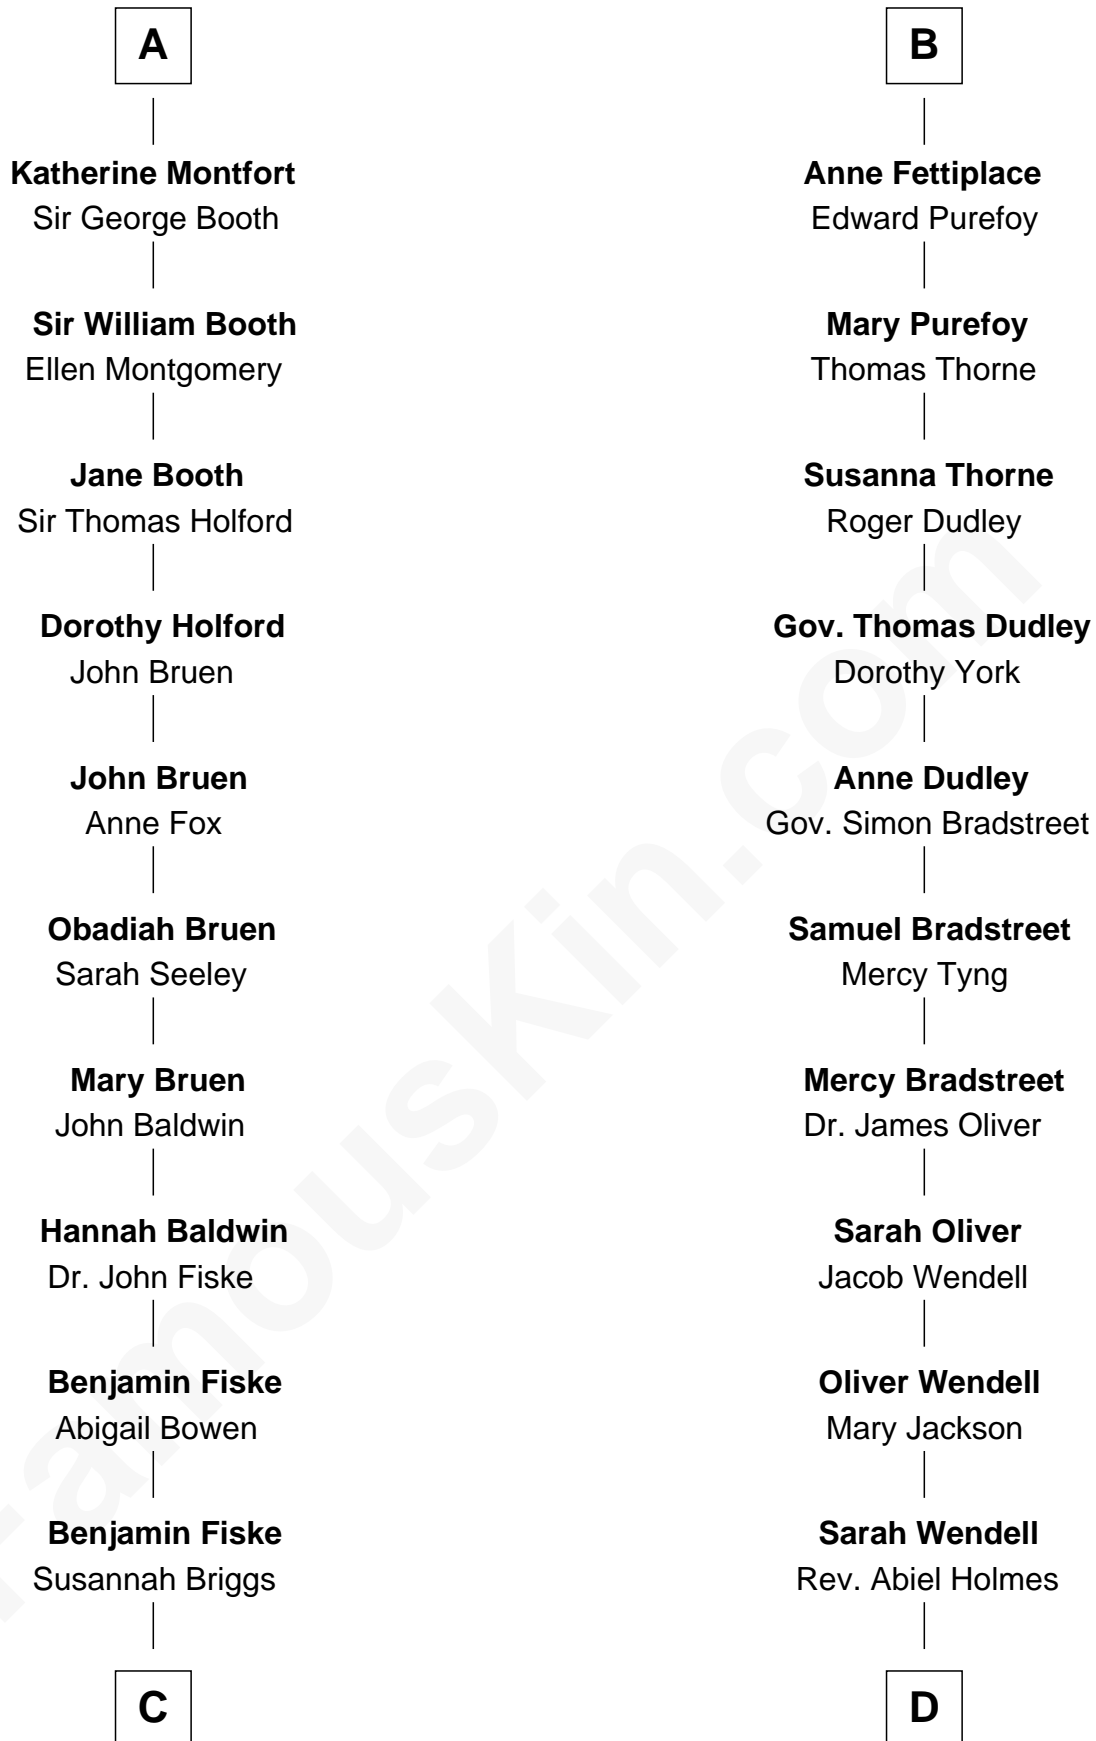 A
Katherine Montfort
Sir George Booth
Sir William Booth
Ellen Montgomery
Jane Booth
Sir Thomas Holford
Dorothy Holford
John Bruen
John Bruen
Anne Fox
Obadiah Bruen
Sarah Seeley
Mary Bruen
John Baldwin
Hannah Baldwin
Dr. John Fiske
Benjamin Fiske
Abigail Bowen
Benjamin Fiske
Susannah Briggs
C
B
Anne Fettiplace
Edward Purefoy
Mary Purefoy
Thomas Thorne
Susanna Thorne
Roger Dudley
Gov. Thomas Dudley
Dorothy York
Anne Dudley
Gov. Simon Bradstreet
Samuel Bradstreet
Mercy Tyng
Mercy Bradstreet
Dr. James Oliver
Sarah Oliver
Jacob Wendell
Oliver Wendell
Mary Jackson
Sarah Wendell
Rev. Abiel Holmes
D
FamousKin.com